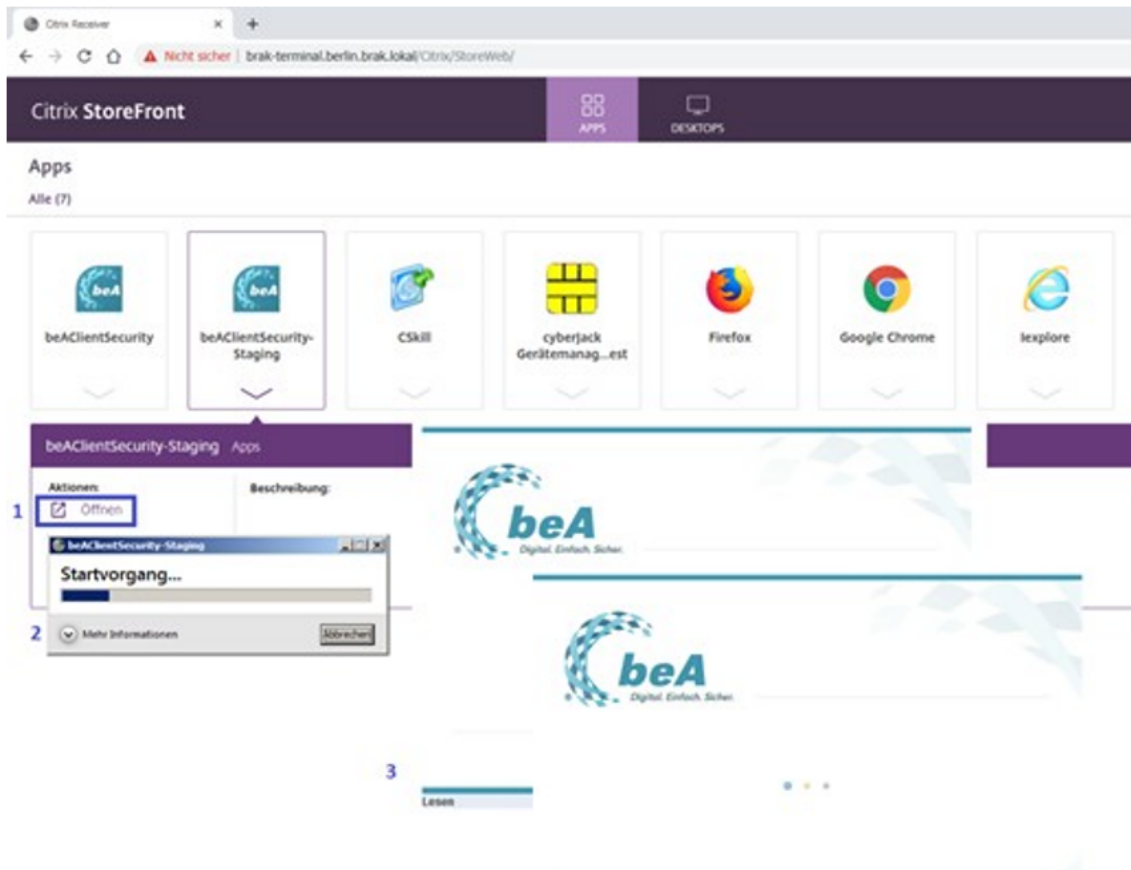 Citrix Receiver
Nicht sicher | brak-terminal.berlin.brak.lokal/Citrix/StoreWeb/
Citrix StoreFront
APPS
DESKTOPS
Apps
Alle (7)
beA
beA
beAClientSecurity
beAClientSecurity-
Staging
CSkill
cyberJack
Gerätemanag...est
Firefox
Google Chrome
Iexplore
beAClientSecurity-Staging Apps
Aktionen:
Beschreibung:
1
Öffnen
beAClientSecurity-Staging
Startvorgang...
2
Mehr Informationen
Abbrechen
beA
Digital. Einfach. Sicher.
beA
Digital. Einfach. Sicher.
3
Lesen